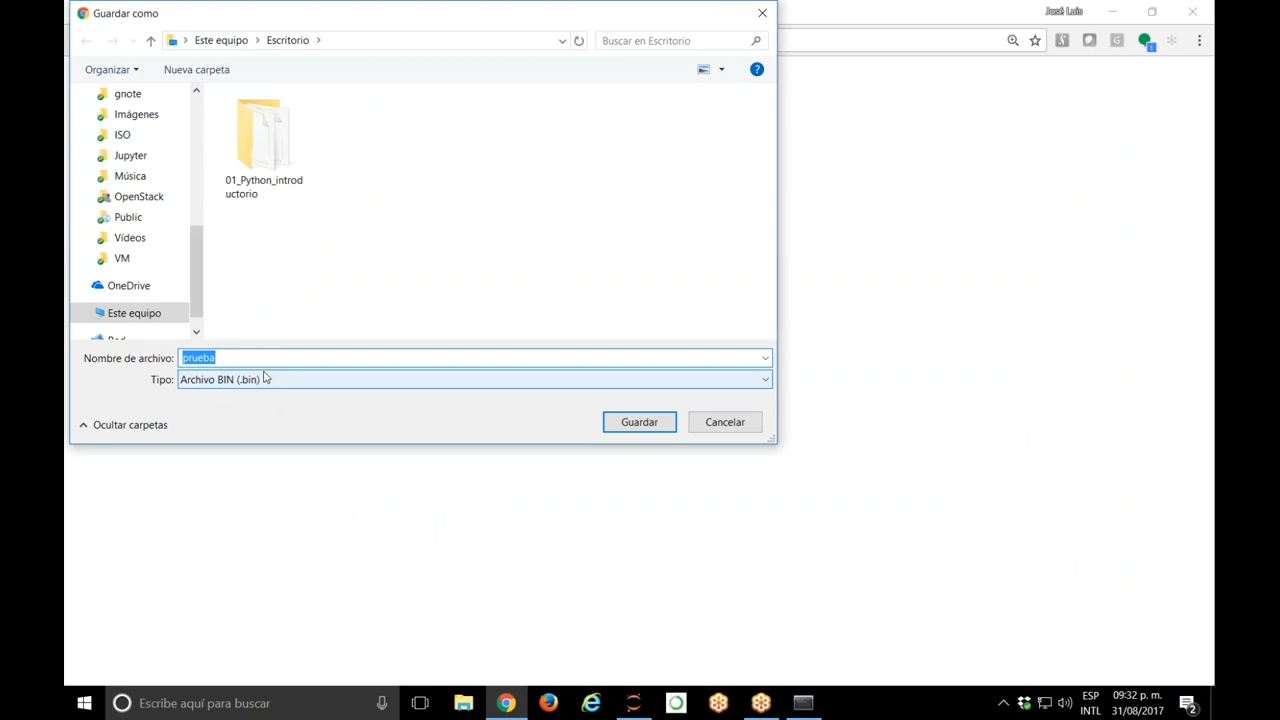 Guardar como
José Luis
Este equipo
Escritorio
Buscar en Escritorio
1
Organizar
Nueva carpeta
?
gnote
Imágenes
ISO
Jupyter
Música
OpenStack
Public
Vídeos
VM
OneDrive
Este equipo
01_Python_introd
uctorio
Nombre de archivo:
prueba
Tipo:
Archivo BIN (.bin)
Ocultar carpetas
Guardar
Cancelar
Escribe aquí para buscar
ESP
INTL
09:32 p. m.
31/08/2017
2